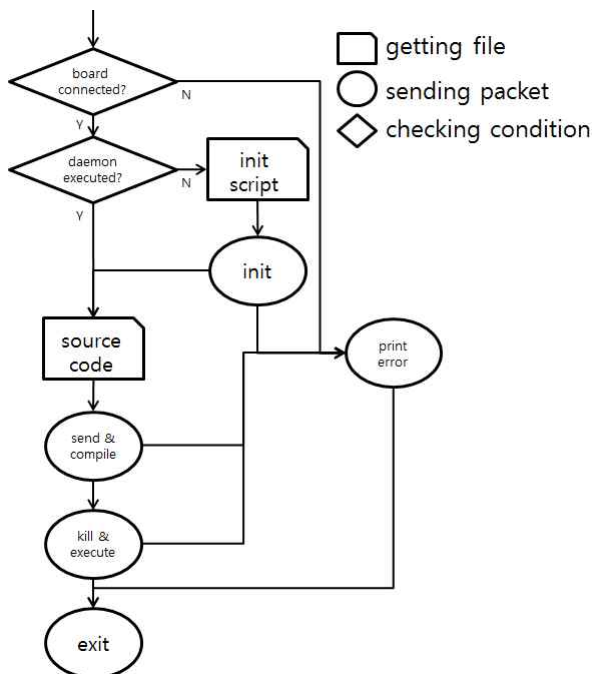 board
connected?
N
Y
daemon
executed?
N
Y
init
script
init
source
code
print
error
send &
compile
kill &
execute
exit
getting file
sending packet
checking condition